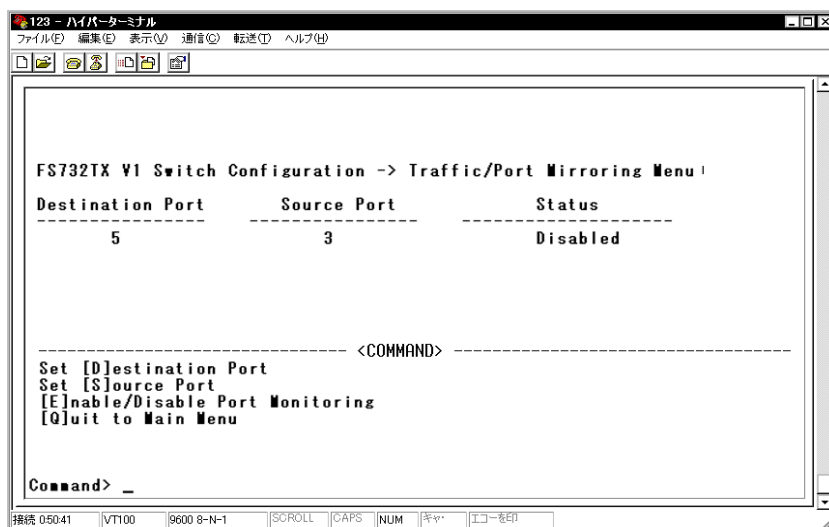 123 - ハイパーターミナル
ファイル(F) 編集(E) 表示(V) 通信(C) 転送(T) ヘルプ(H)
FS732TX V1 Switch Configuration -> Traffic/Port Mirroring Menu
Destination Port Source Port Status
---------------- ---------------- --------------------
5 3 Disabled
----------------------------- <COMMAND> --------------------------------
Set [D]estination Port
Set [S]ource Port
[E]nable/Disable Port Monitoring
[Q]uit to Main Menu
Command> _
接続 0:50:41 VT100 9600 8-N-1 SCROLL CAPS NUM キャ エコーを印